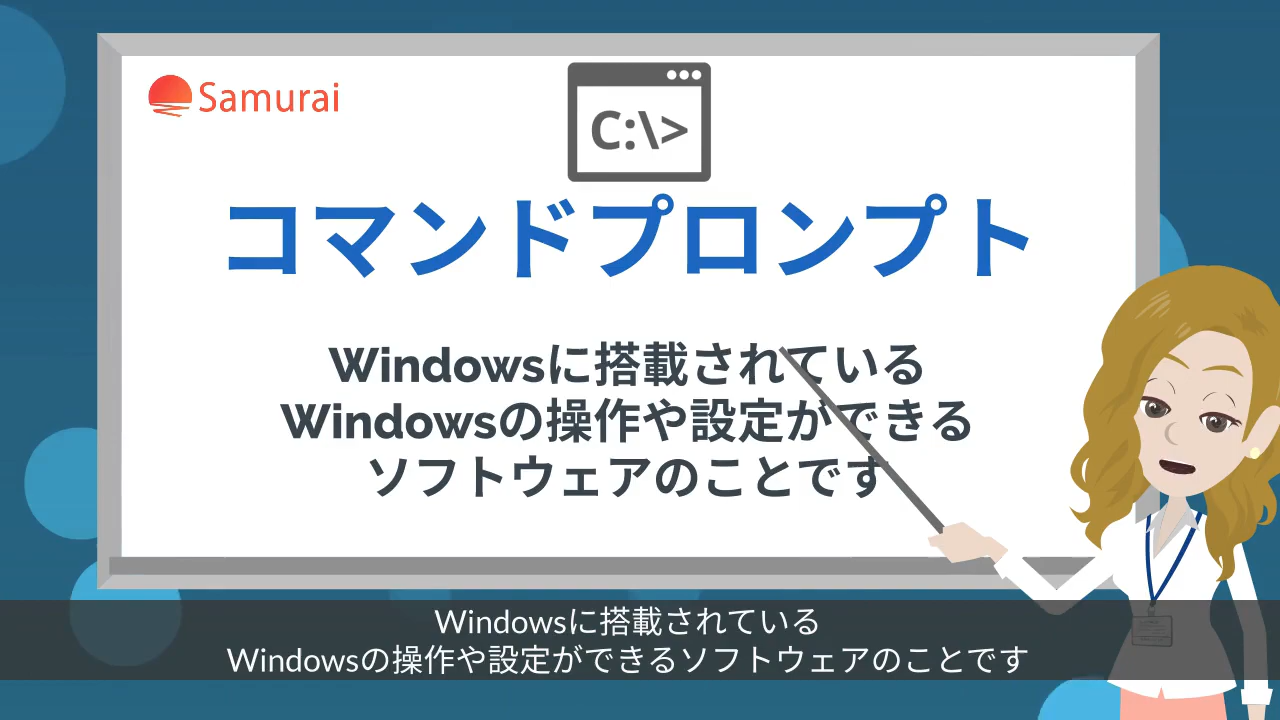 Samurai
C:\>
コマンドプロンプト
Windowsに搭載されている
Windowsの操作や設定ができる
ソフトウェアのことです
Windowsに搭載されている
Windowsの操作や設定ができるソフトウェアのことです